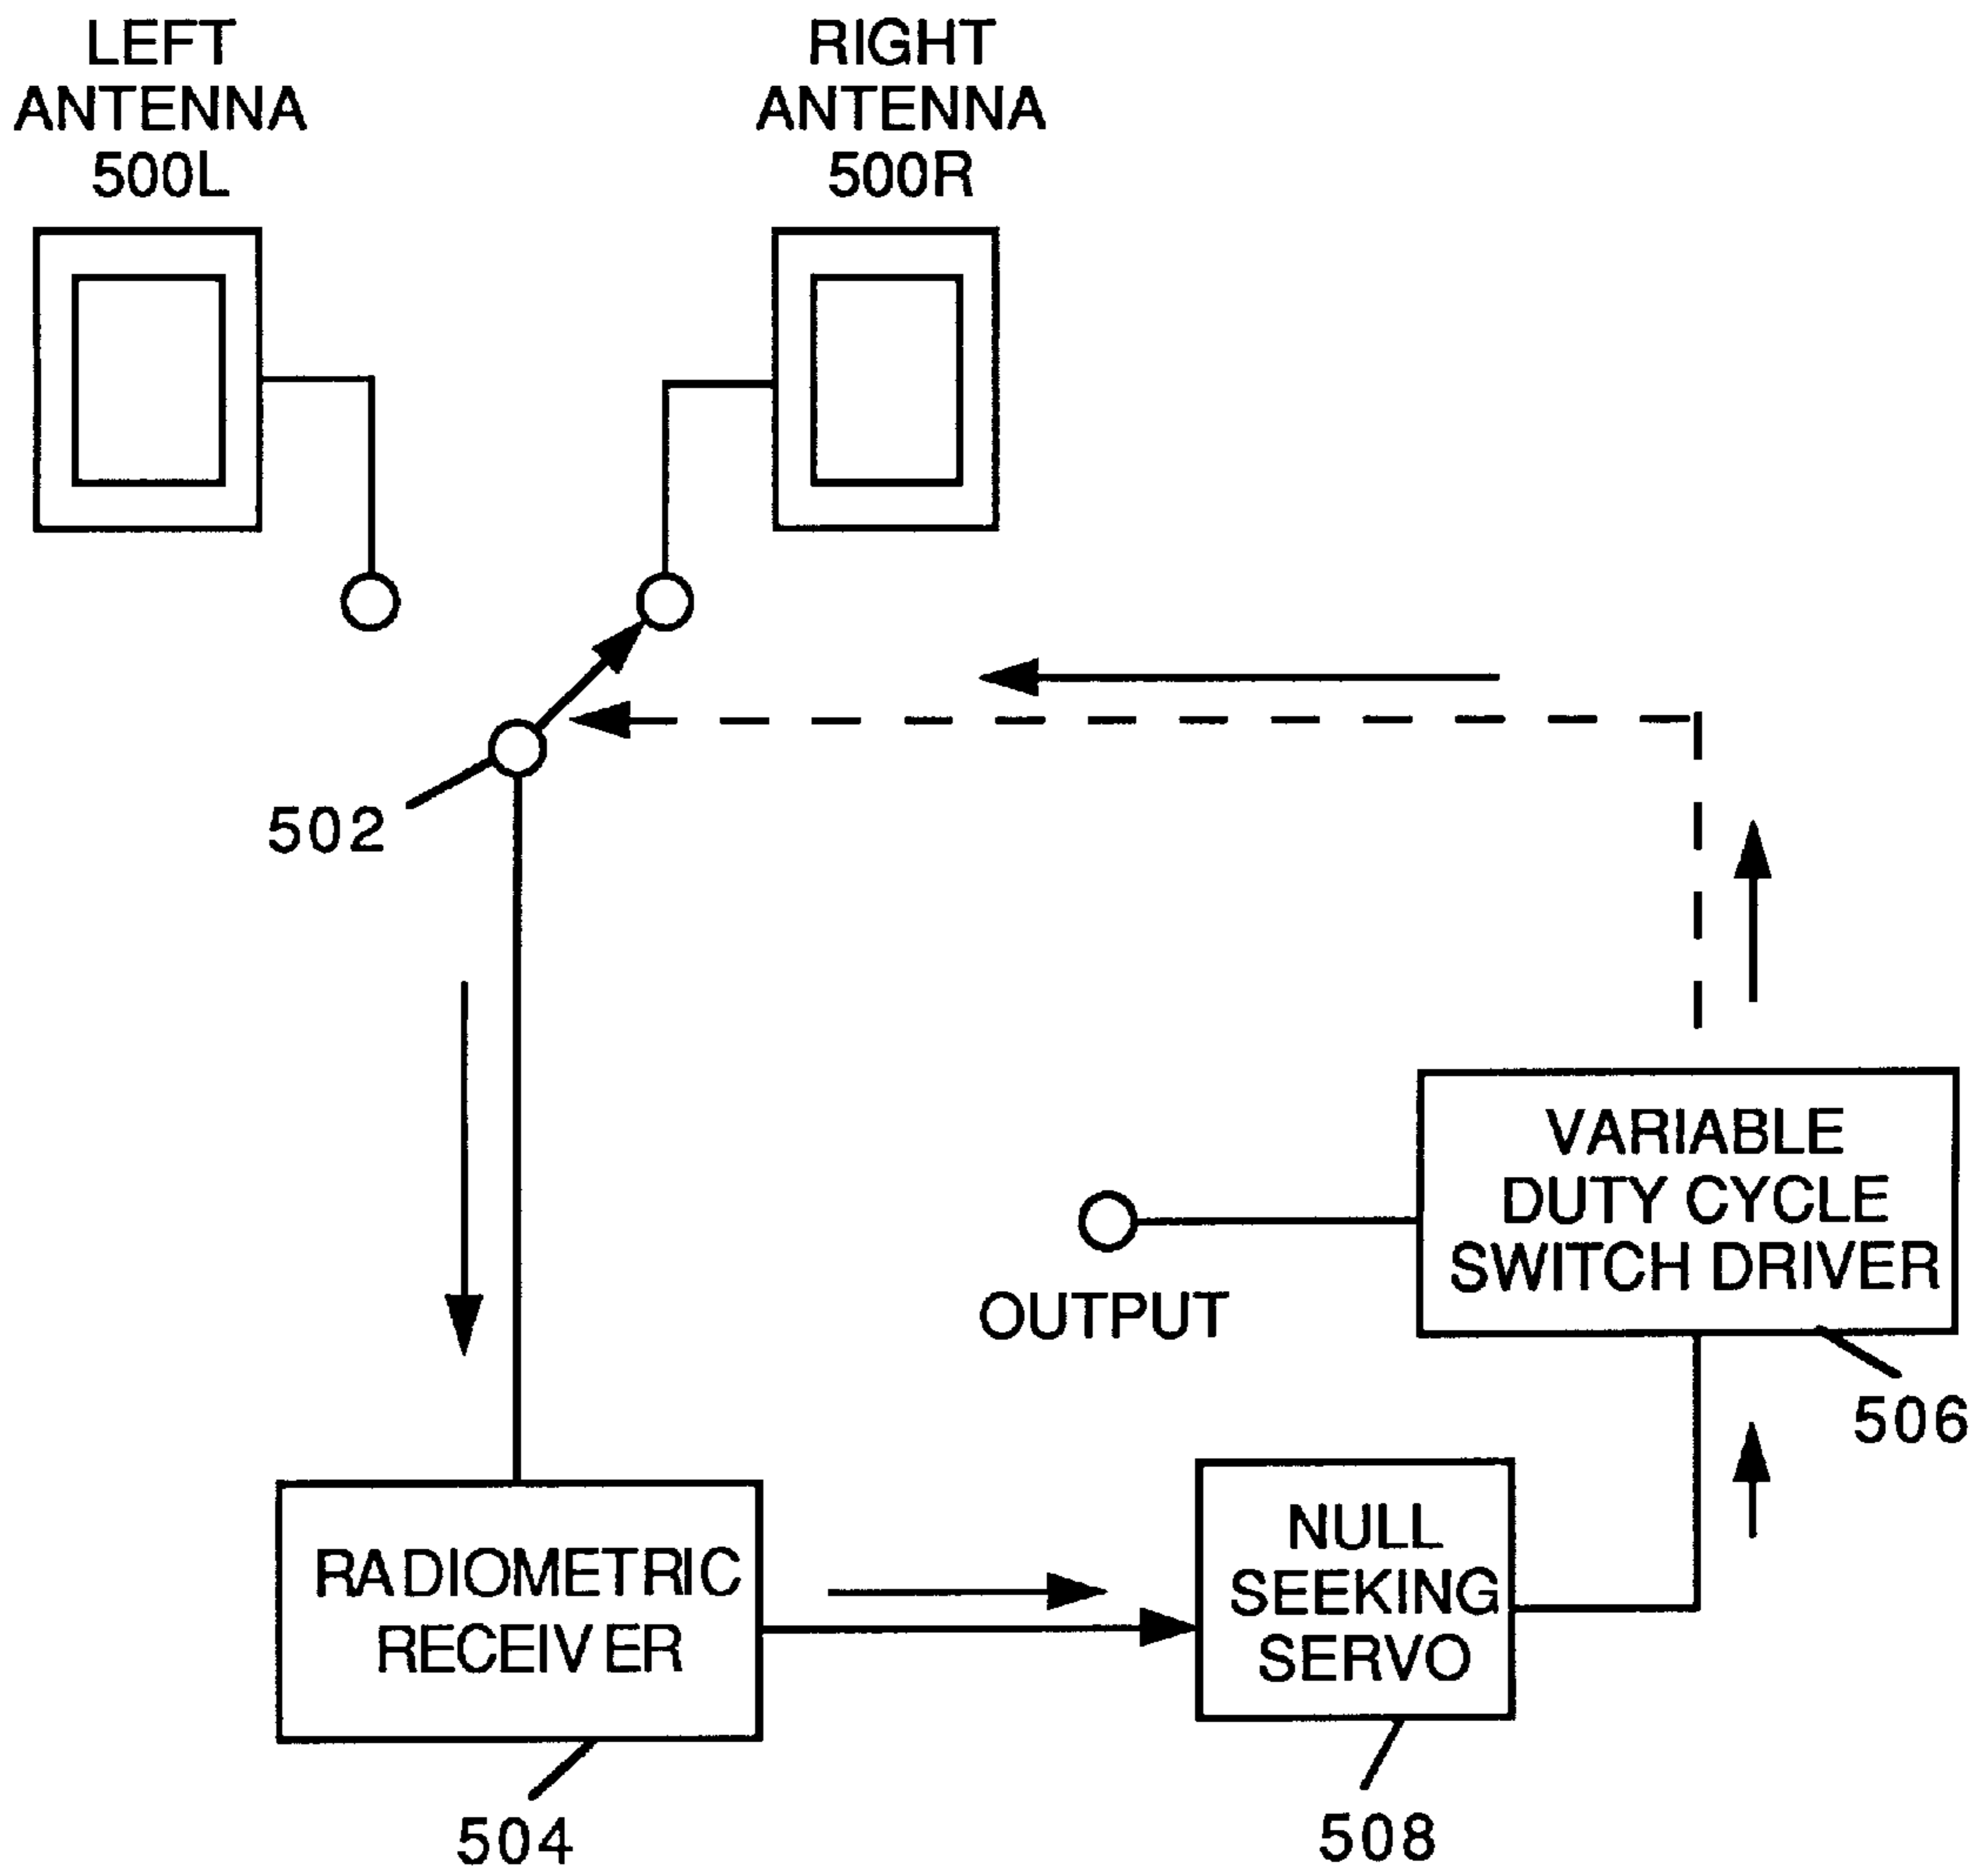 LEFT
ANTENNA
500L
RIGHT
ANTENNA
500R
502
VARIABLE
DUTY CYCLE
SWITCH DRIVER
OUTPUT
506
RADIOMETRIC
RECEIVER
NULL
SEEKING
SERVO
504
508